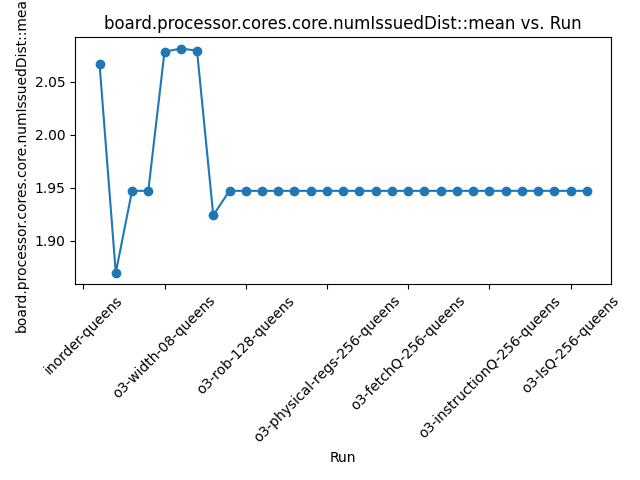 board.processor.cores.core.numIssuedDist::mean vs. Run
board.processor.cores.core.numIssuedDist::mea
2.05
2.00
1.95
1.90
inorder-queens
o3-width-08-queens
o3-rob-128-queens
o3-physical-regs-256-queens
o3-fetchQ-256-queens
o3-instructionQ-256-queens
o3-lsQ-256-queens
Run